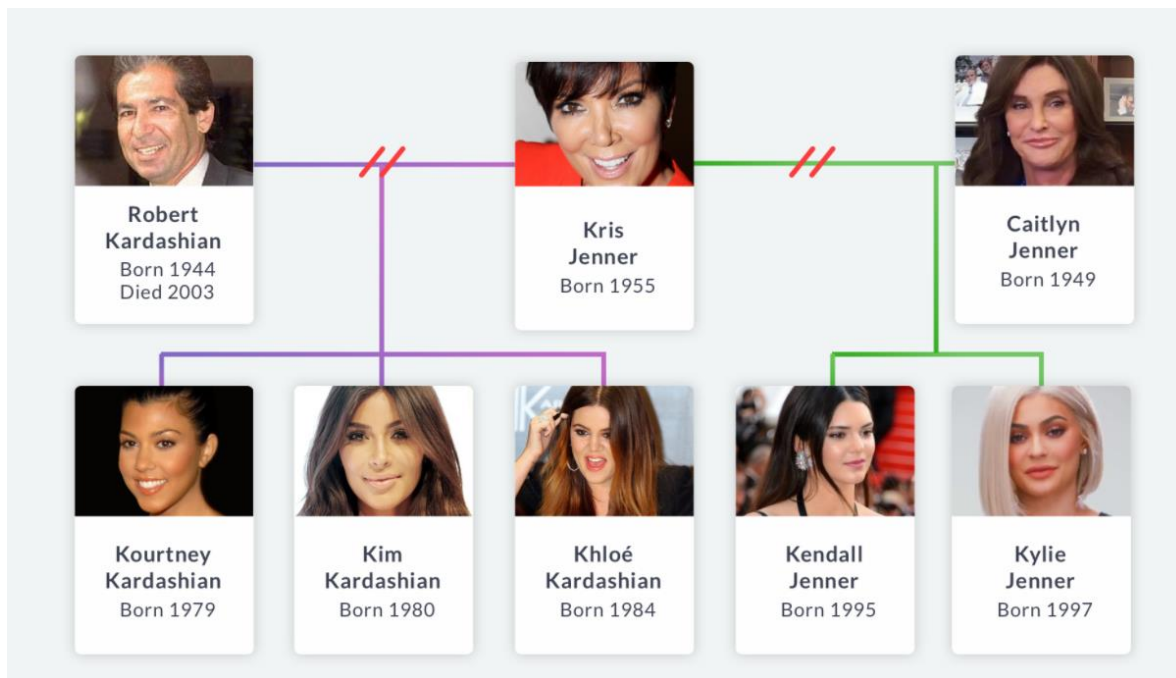 Robert
Kardashian
Born 1944
Died 2003
Kris
Jenner
Born 1955
Caitlyn
Jenner
Born 1949
Kourtney
Kardashian
Born 1979
Kim
Kardashian
Born 1980
Khloé
Kardashian
Born 1984
Kendall
Jenner
Born 1995
Kylie
Jenner
Born 1997